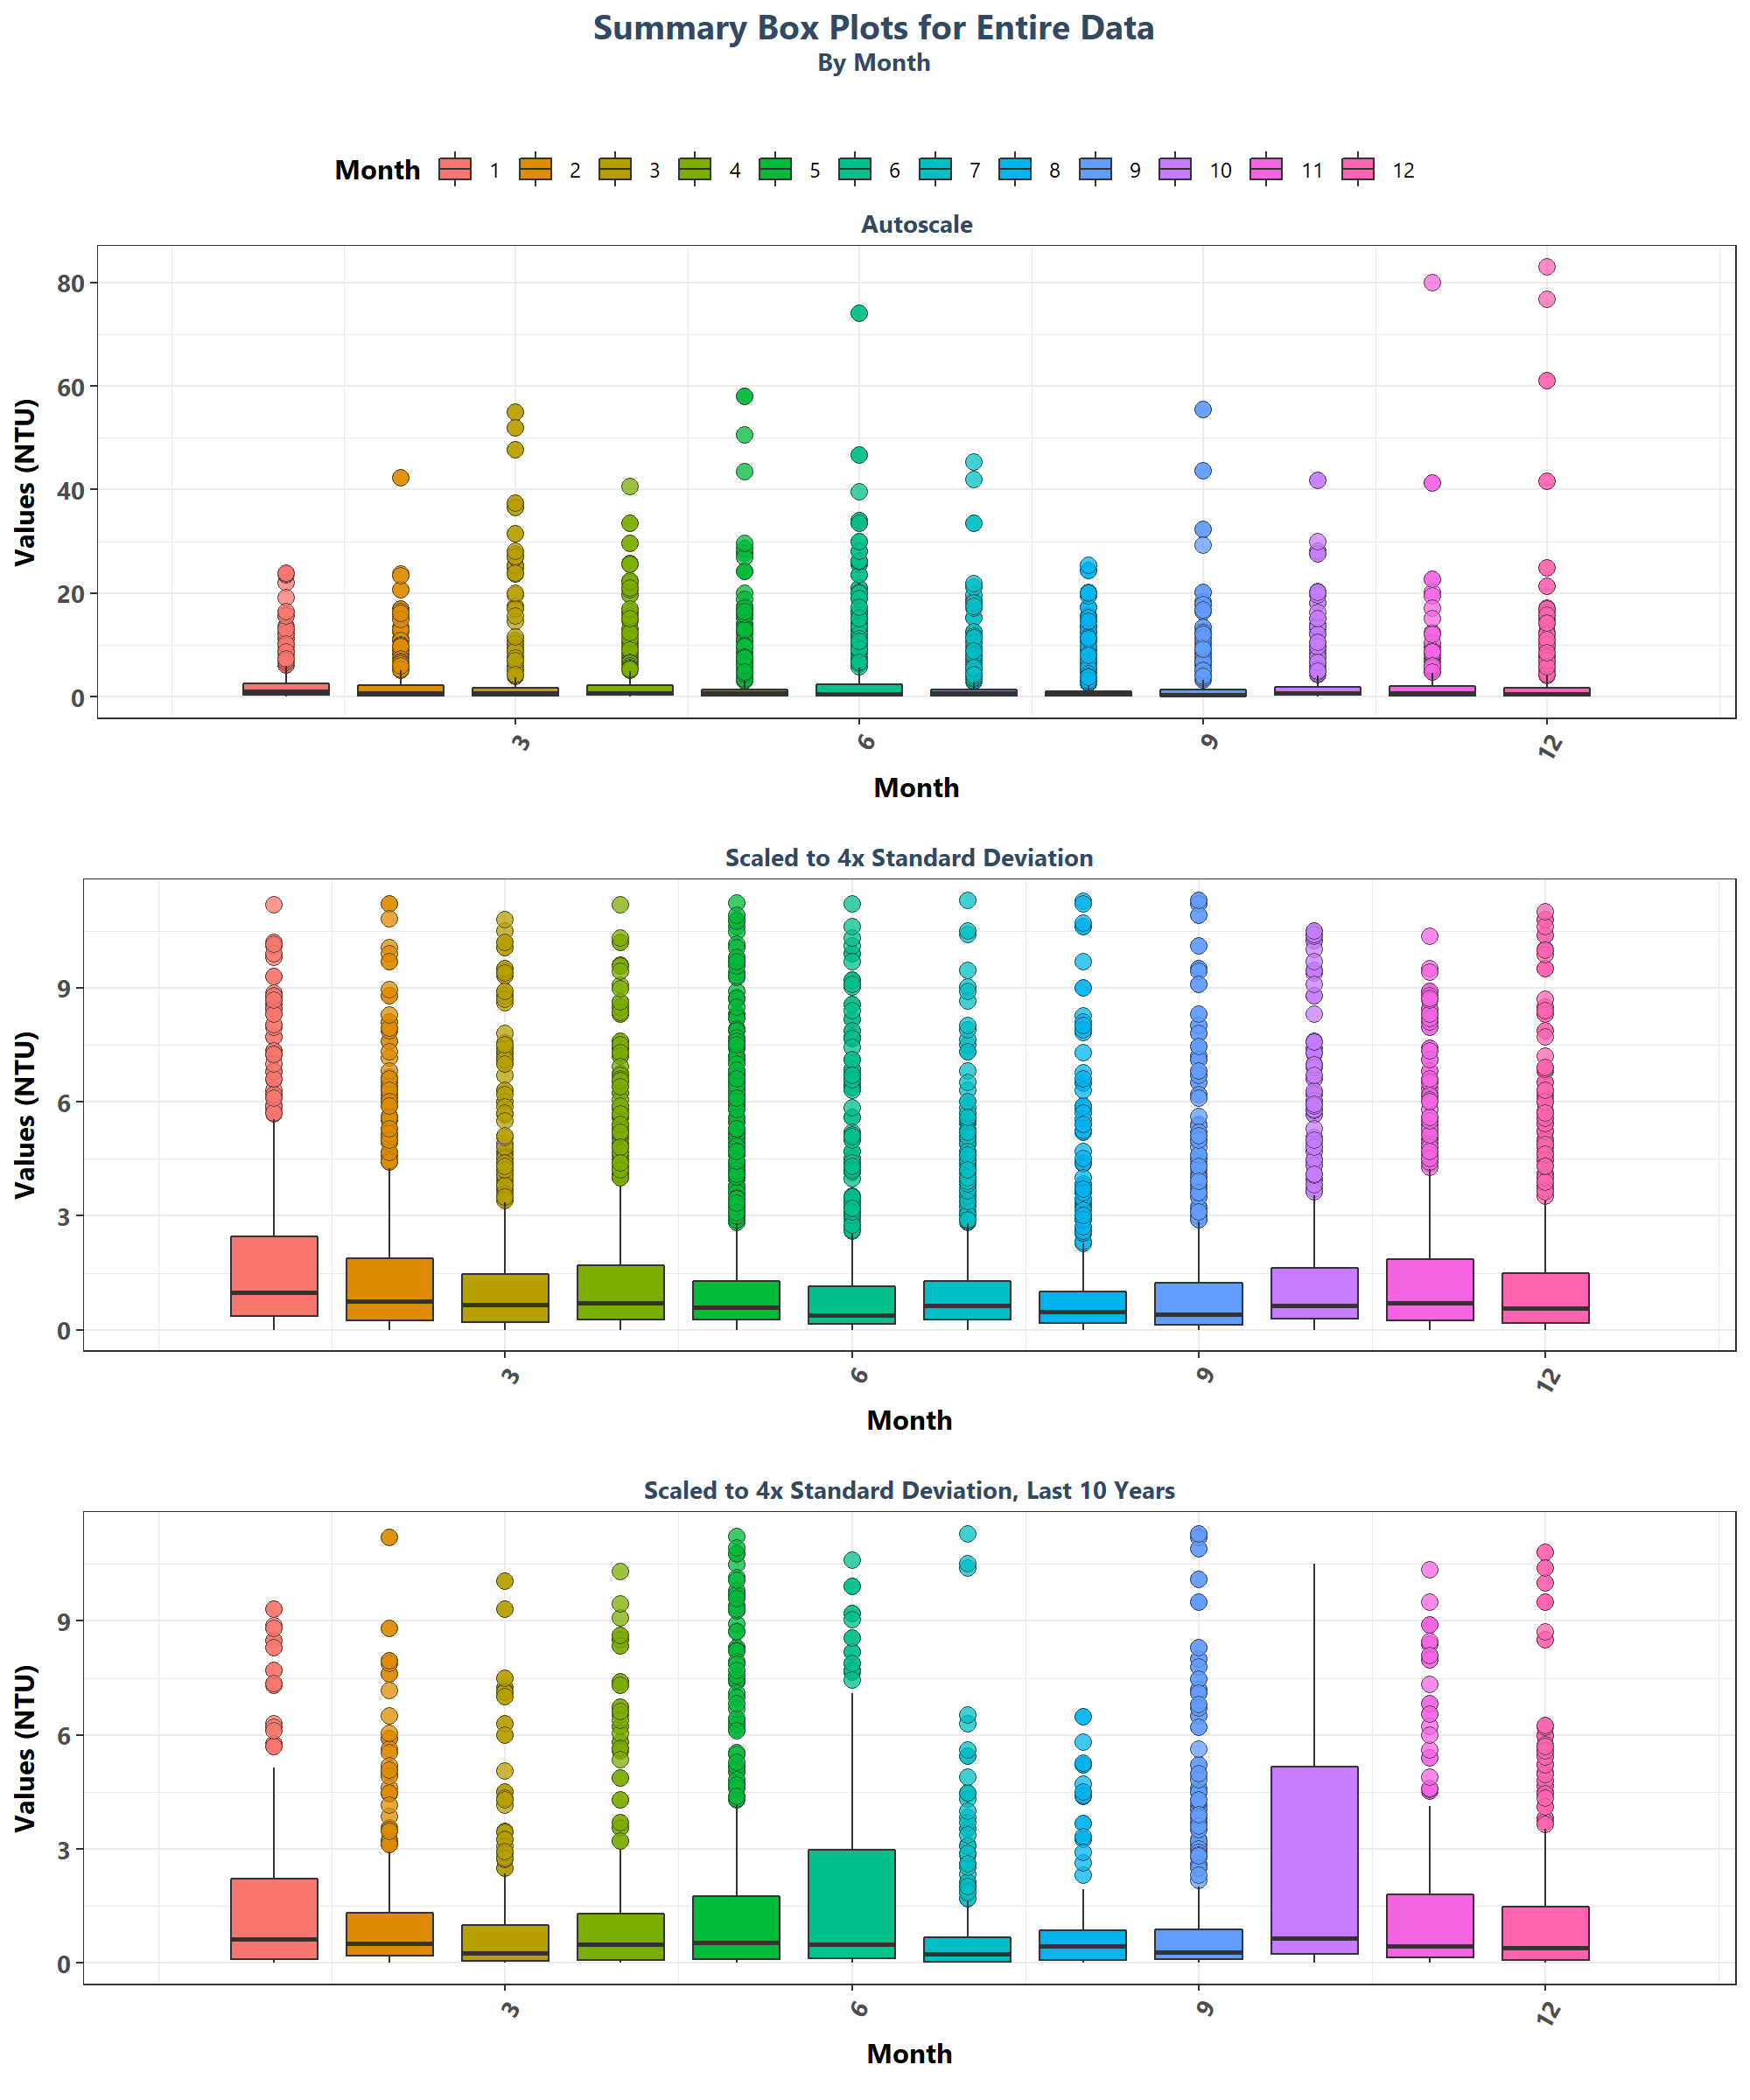 Summary Box Plots for Entire Data
By Month
Month 1 2 3 4 5 6 7 8 9 10 11 12
Autoscale
Values (NTU)
80
60
40
20
0
3 6 9 12
Month
Scaled to 4x Standard Deviation
Values (NTU)
9
6
3
0
3 6 9 12
Month
Scaled to 4x Standard Deviation, Last 10 Years
Values (NTU)
9
6
3
0
3 6 9 12
Month